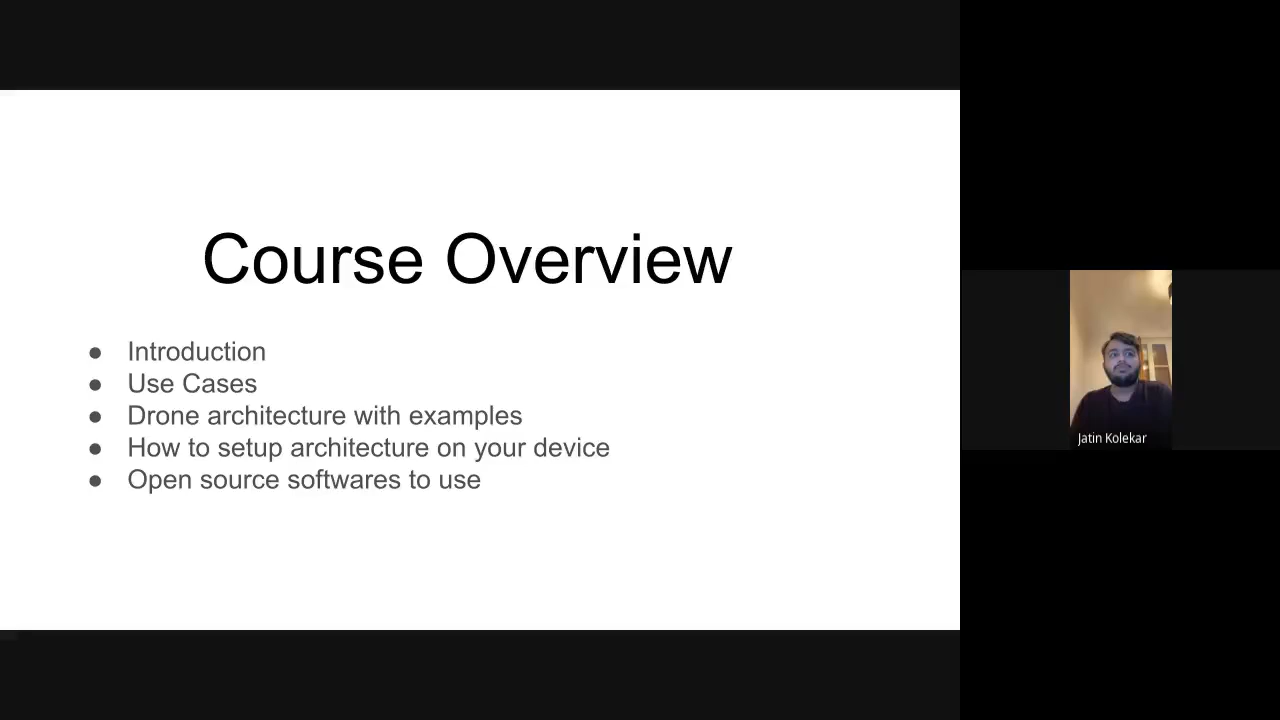 Course Overview
● Introduction
● Use Cases
● Drone architecture with examples
● How to setup architecture on your device
● Open source softwares to use
Jatin Kolekar